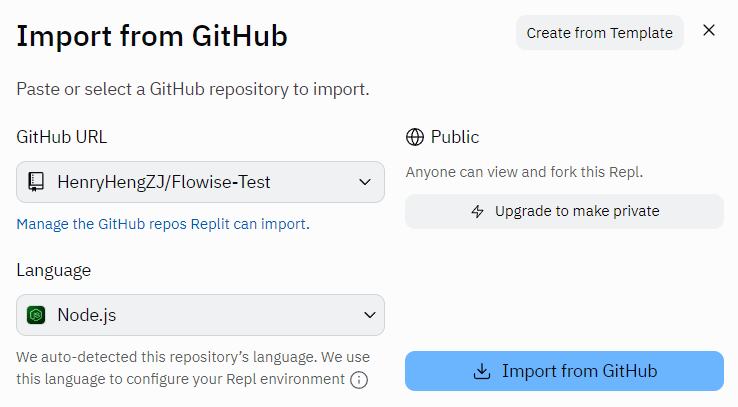 Import from GitHub
Create from Template
Paste or select a GitHub repository to import.
GitHub URL
HenryHengZJ/Flowise-Test
Manage the GitHub repos Replit can import.
Language
Node.js
We auto-detected this repository's language. We use
this language to configure your Repl environment
Public
Anyone can view and fork this Repl.
Upgrade to make private
Import from GitHub